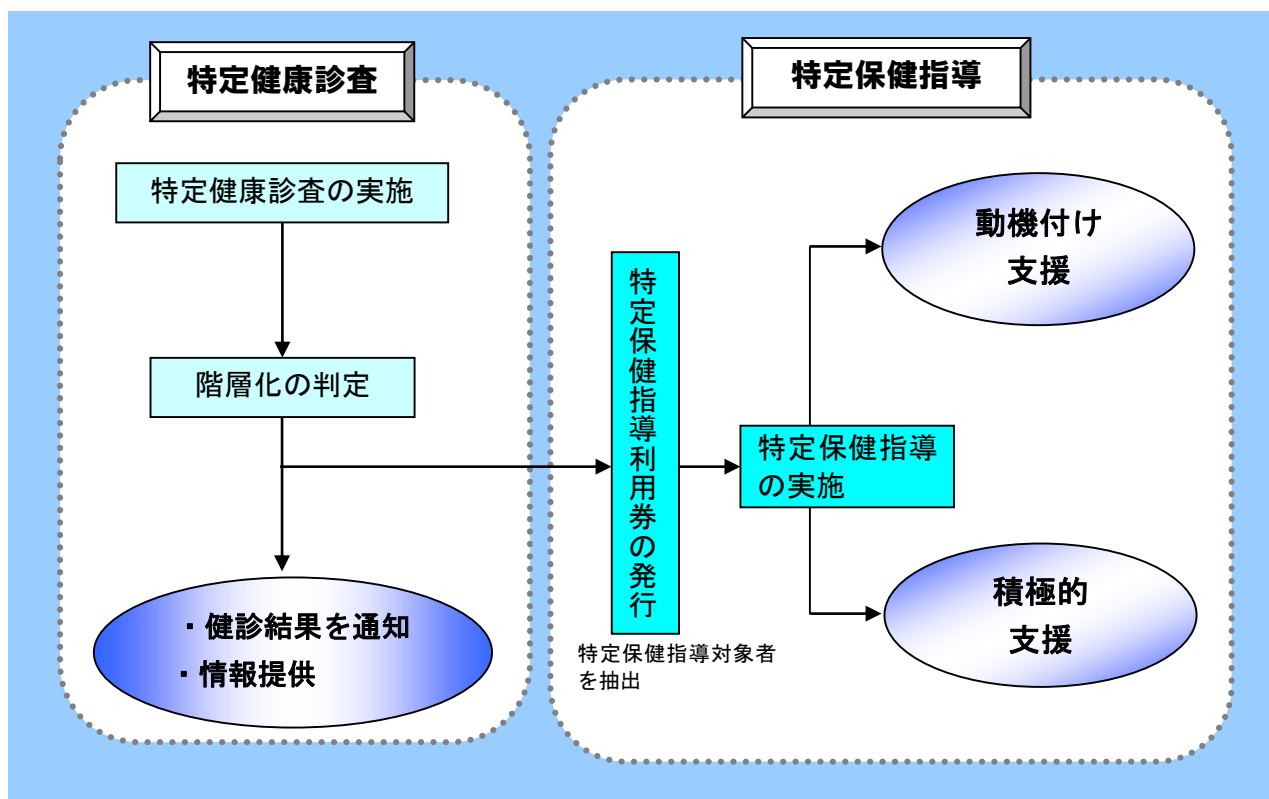 特定健康診査
特定健康診査の実施
階層化の判定
・健診結果を通知
・情報提供
特定保健指導
特定保健指導利用券の発行
特定保健指導対象者
を抽出
特定保健指導
の実施
動機付け
支援
積極的
支援